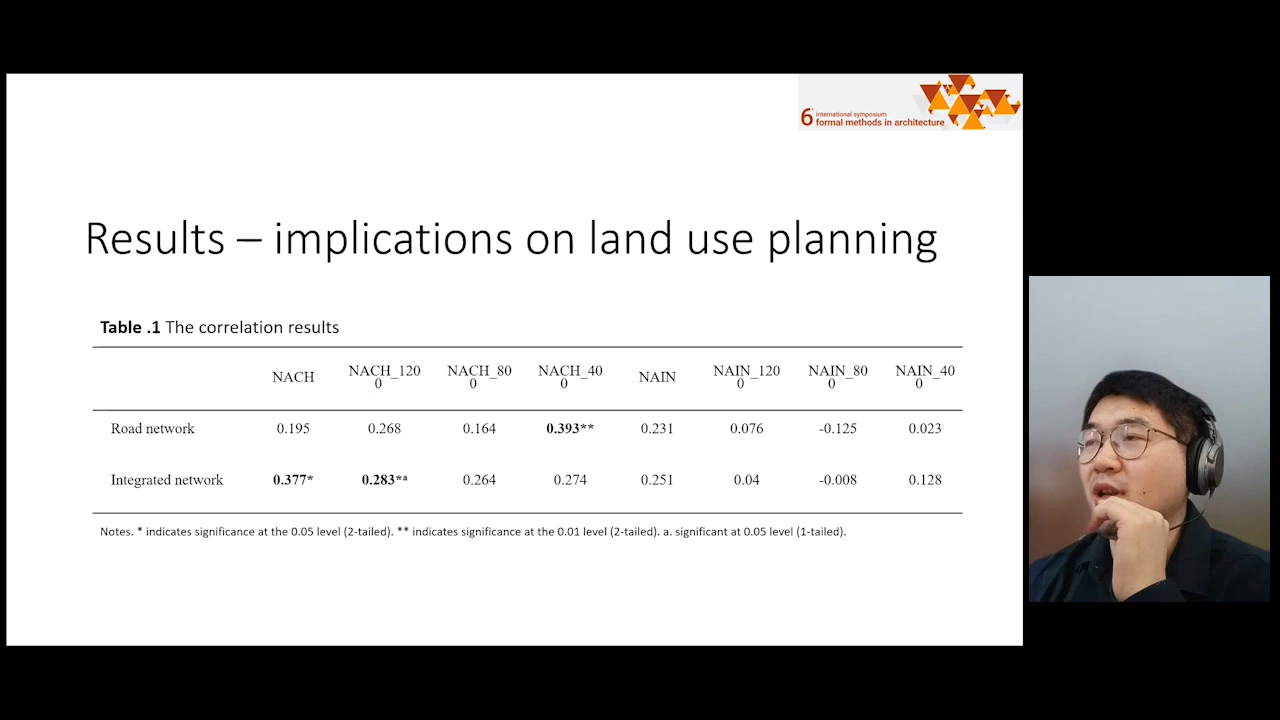 6th international symposium
formal methods in architecture
Results – implications on land use planning
Table .1 The correlation results
NACH NACH_1200 NACH_800 NACH_400 NAIN NAIN_1200 NAIN_800 NAIN_400
Road network 0.195 0.268 0.164 0.393** 0.231 0.076 -0.125 0.023
Integrated network 0.377* 0.283*ᵃ 0.264 0.274 0.251 0.04 -0.008 0.128
Notes. * indicates significance at the 0.05 level (2-tailed). ** indicates significance at the 0.01 level (2-tailed). a. significant at 0.05 level (1-tailed).